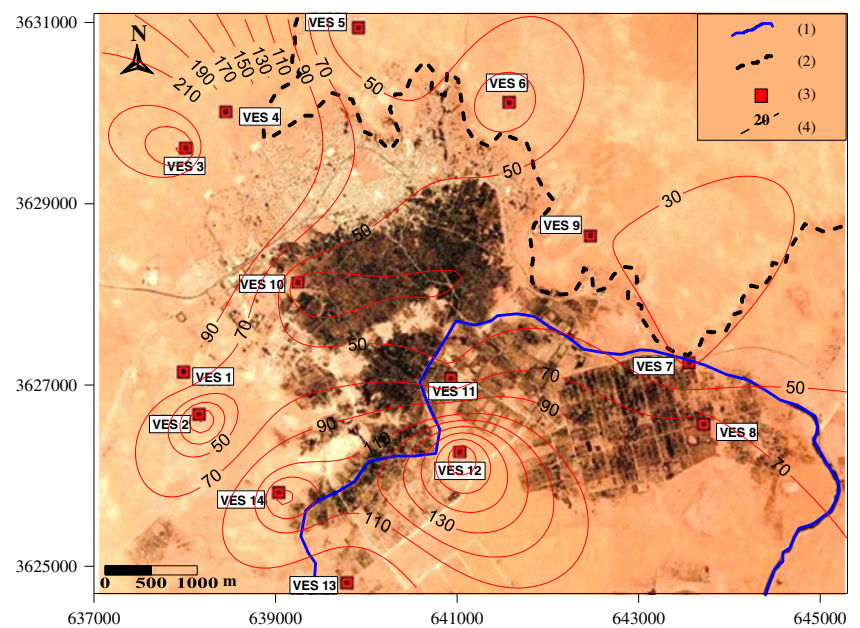 3631000
3629000
3627000
3625000
637000
639000
641000
643000
645000
N
VES 5
VES 6
VES 4
VES 3
VES 9
VES 10
VES 7
VES 1
VES 11
VES 2
VES 8
VES 12
VES 14
VES 13
210
190
170
150
130
110
90
70
50
50
30
50
90
70
50
70
50
90
50
110
70
70
110
130
0 500 1000 m
(1)
(2)
(3)
20 (4)